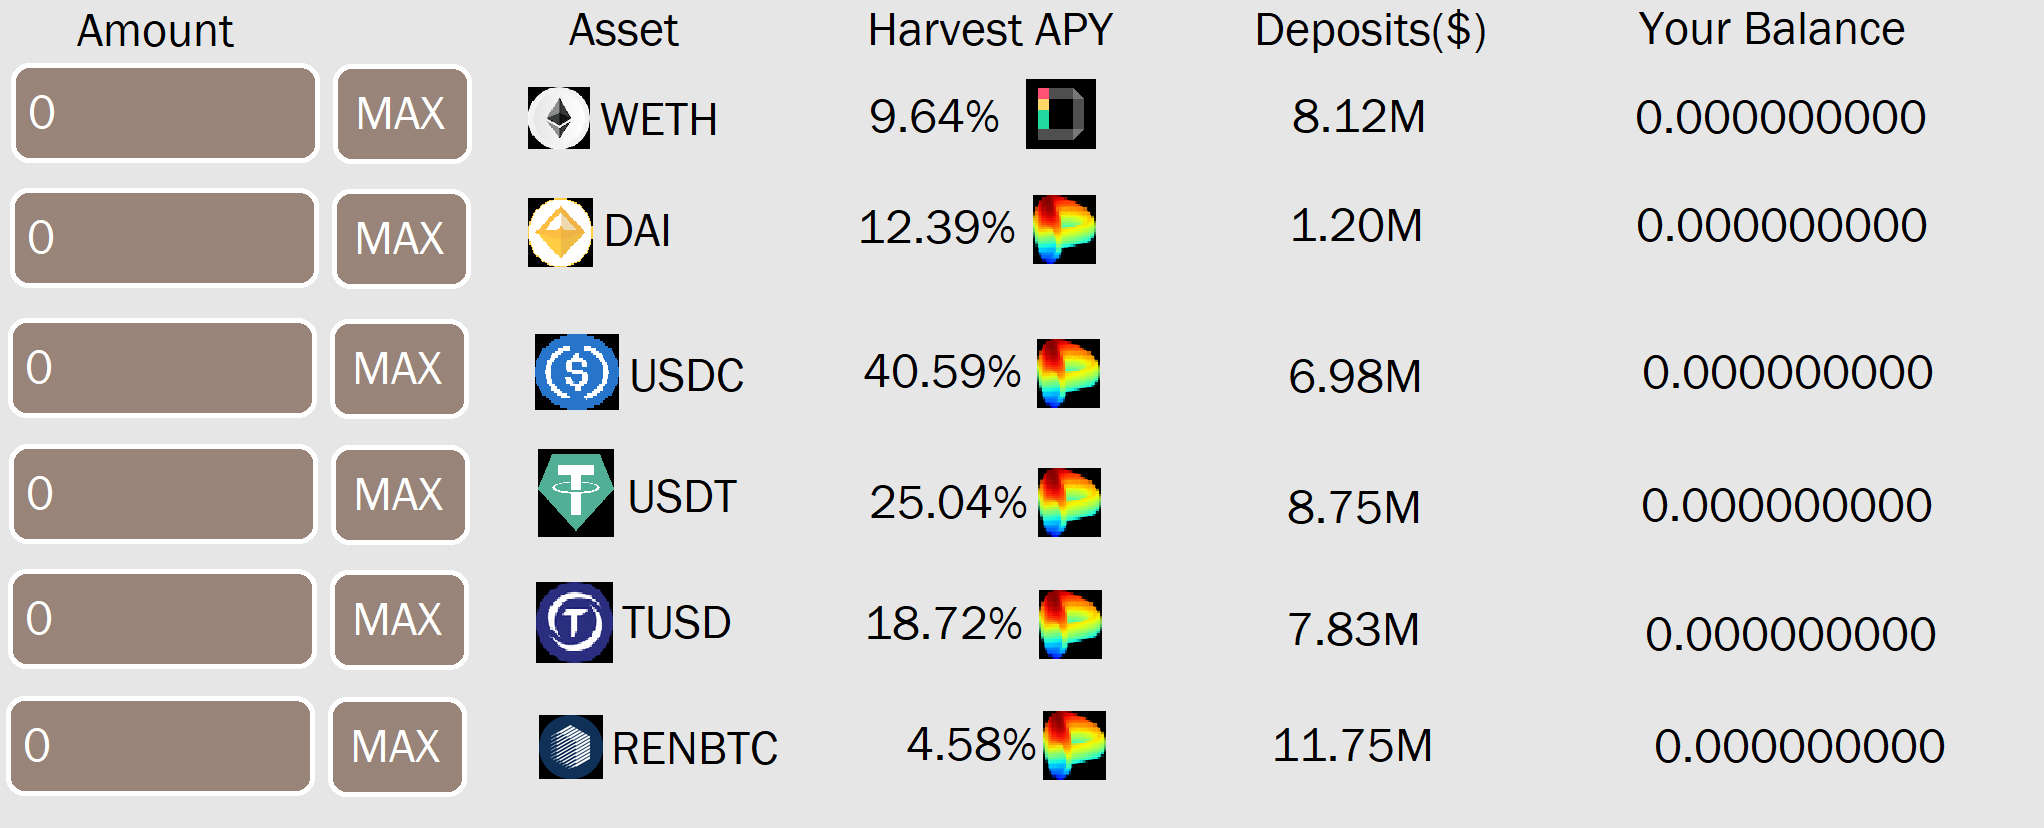 Amount Asset Harvest APY Deposits($) Your Balance
0 MAX WETH 9.64% 8.12M 0.000000000
0 MAX DAI 12.39% 1.20M 0.000000000
0 MAX USDC 40.59% 6.98M 0.000000000
0 MAX USDT 25.04% 8.75M 0.000000000
0 MAX TUSD 18.72% 7.83M 0.000000000
0 MAX RENBTC 4.58% 11.75M 0.000000000